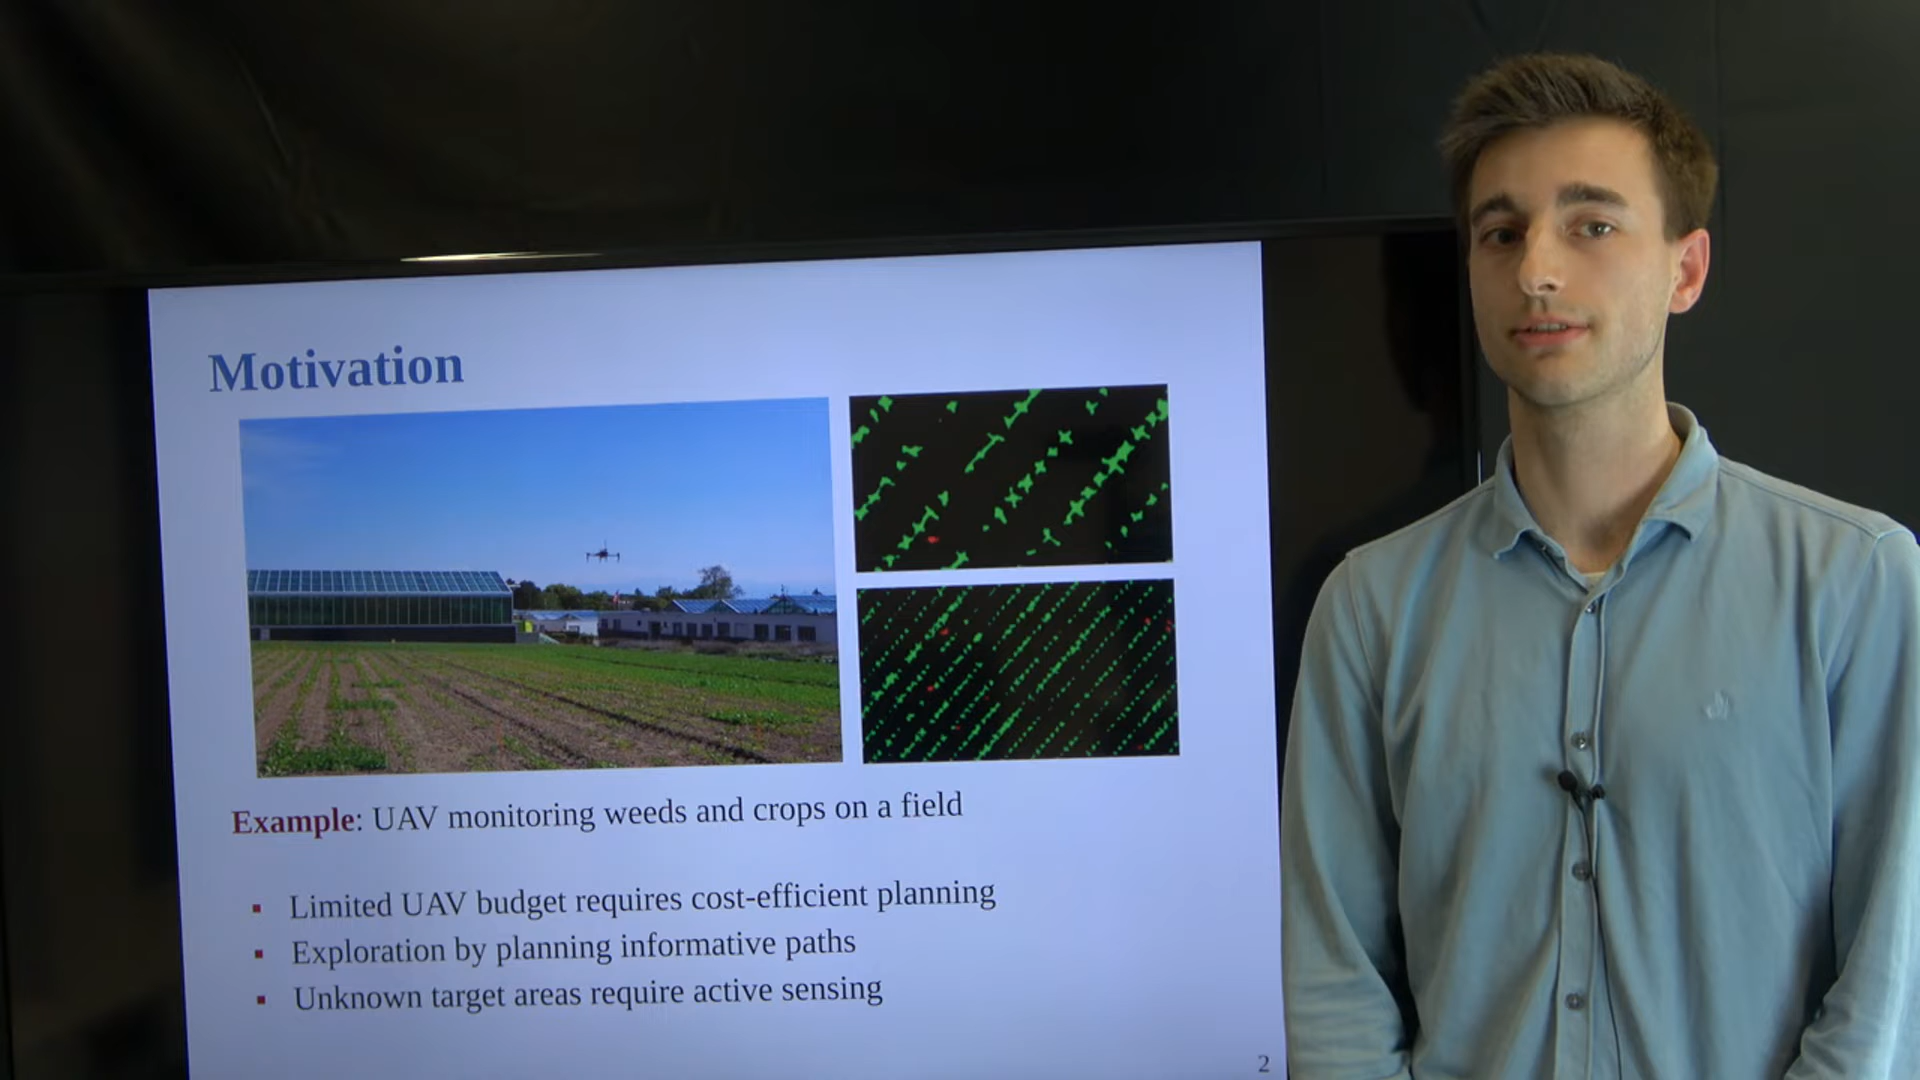 Motivation
Example: UAV monitoring weeds and crops on a field
Limited UAV budget requires cost-efficient planning
Exploration by planning informative paths
Unknown target areas require active sensing
2